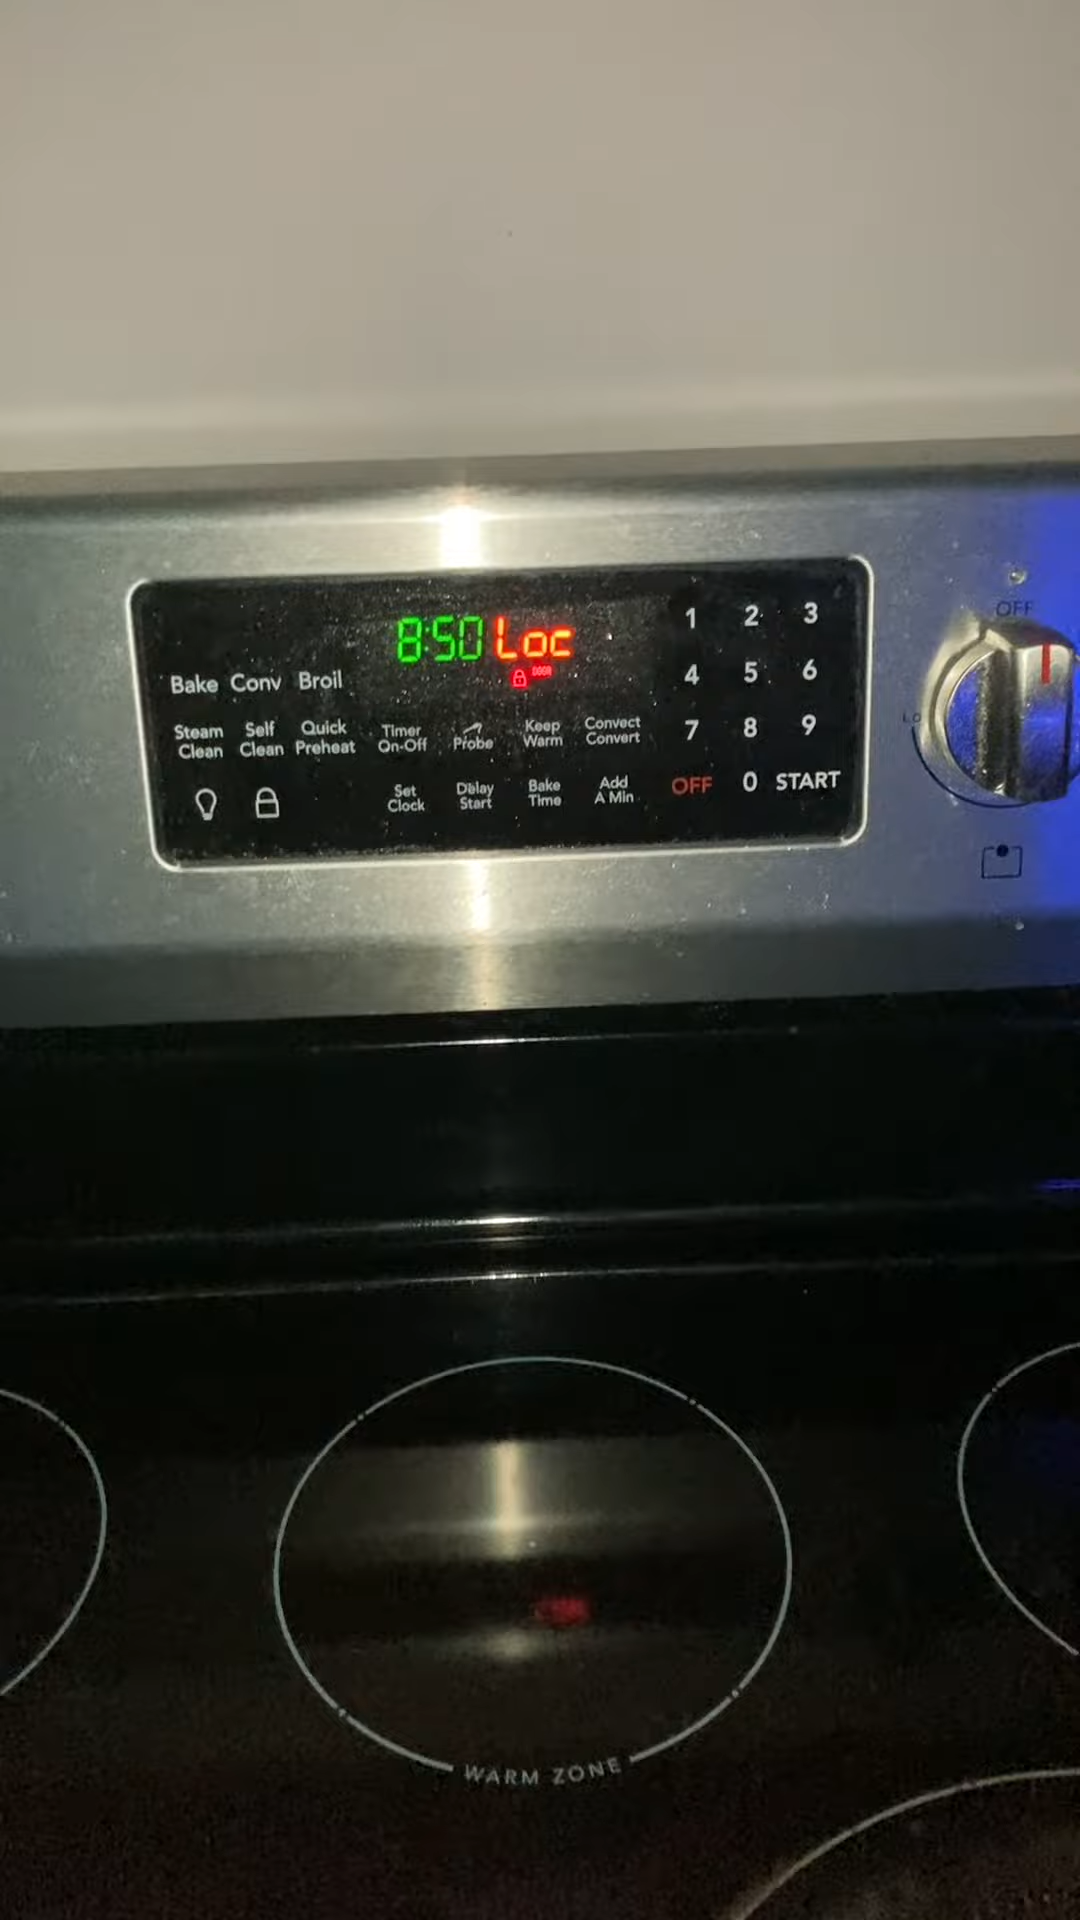 8:50 Loc
DOOR
Bake Conv Broil
Steam Clean
Self Clean
Quick Preheat
Timer On-Off
Probe
Keep Warm
Convect Convert
Set Clock
Delay Start
Bake Time
Add A Min
1 2 3
4 5 6
7 8 9
OFF 0 START
OFF
Lo
WARM ZONE